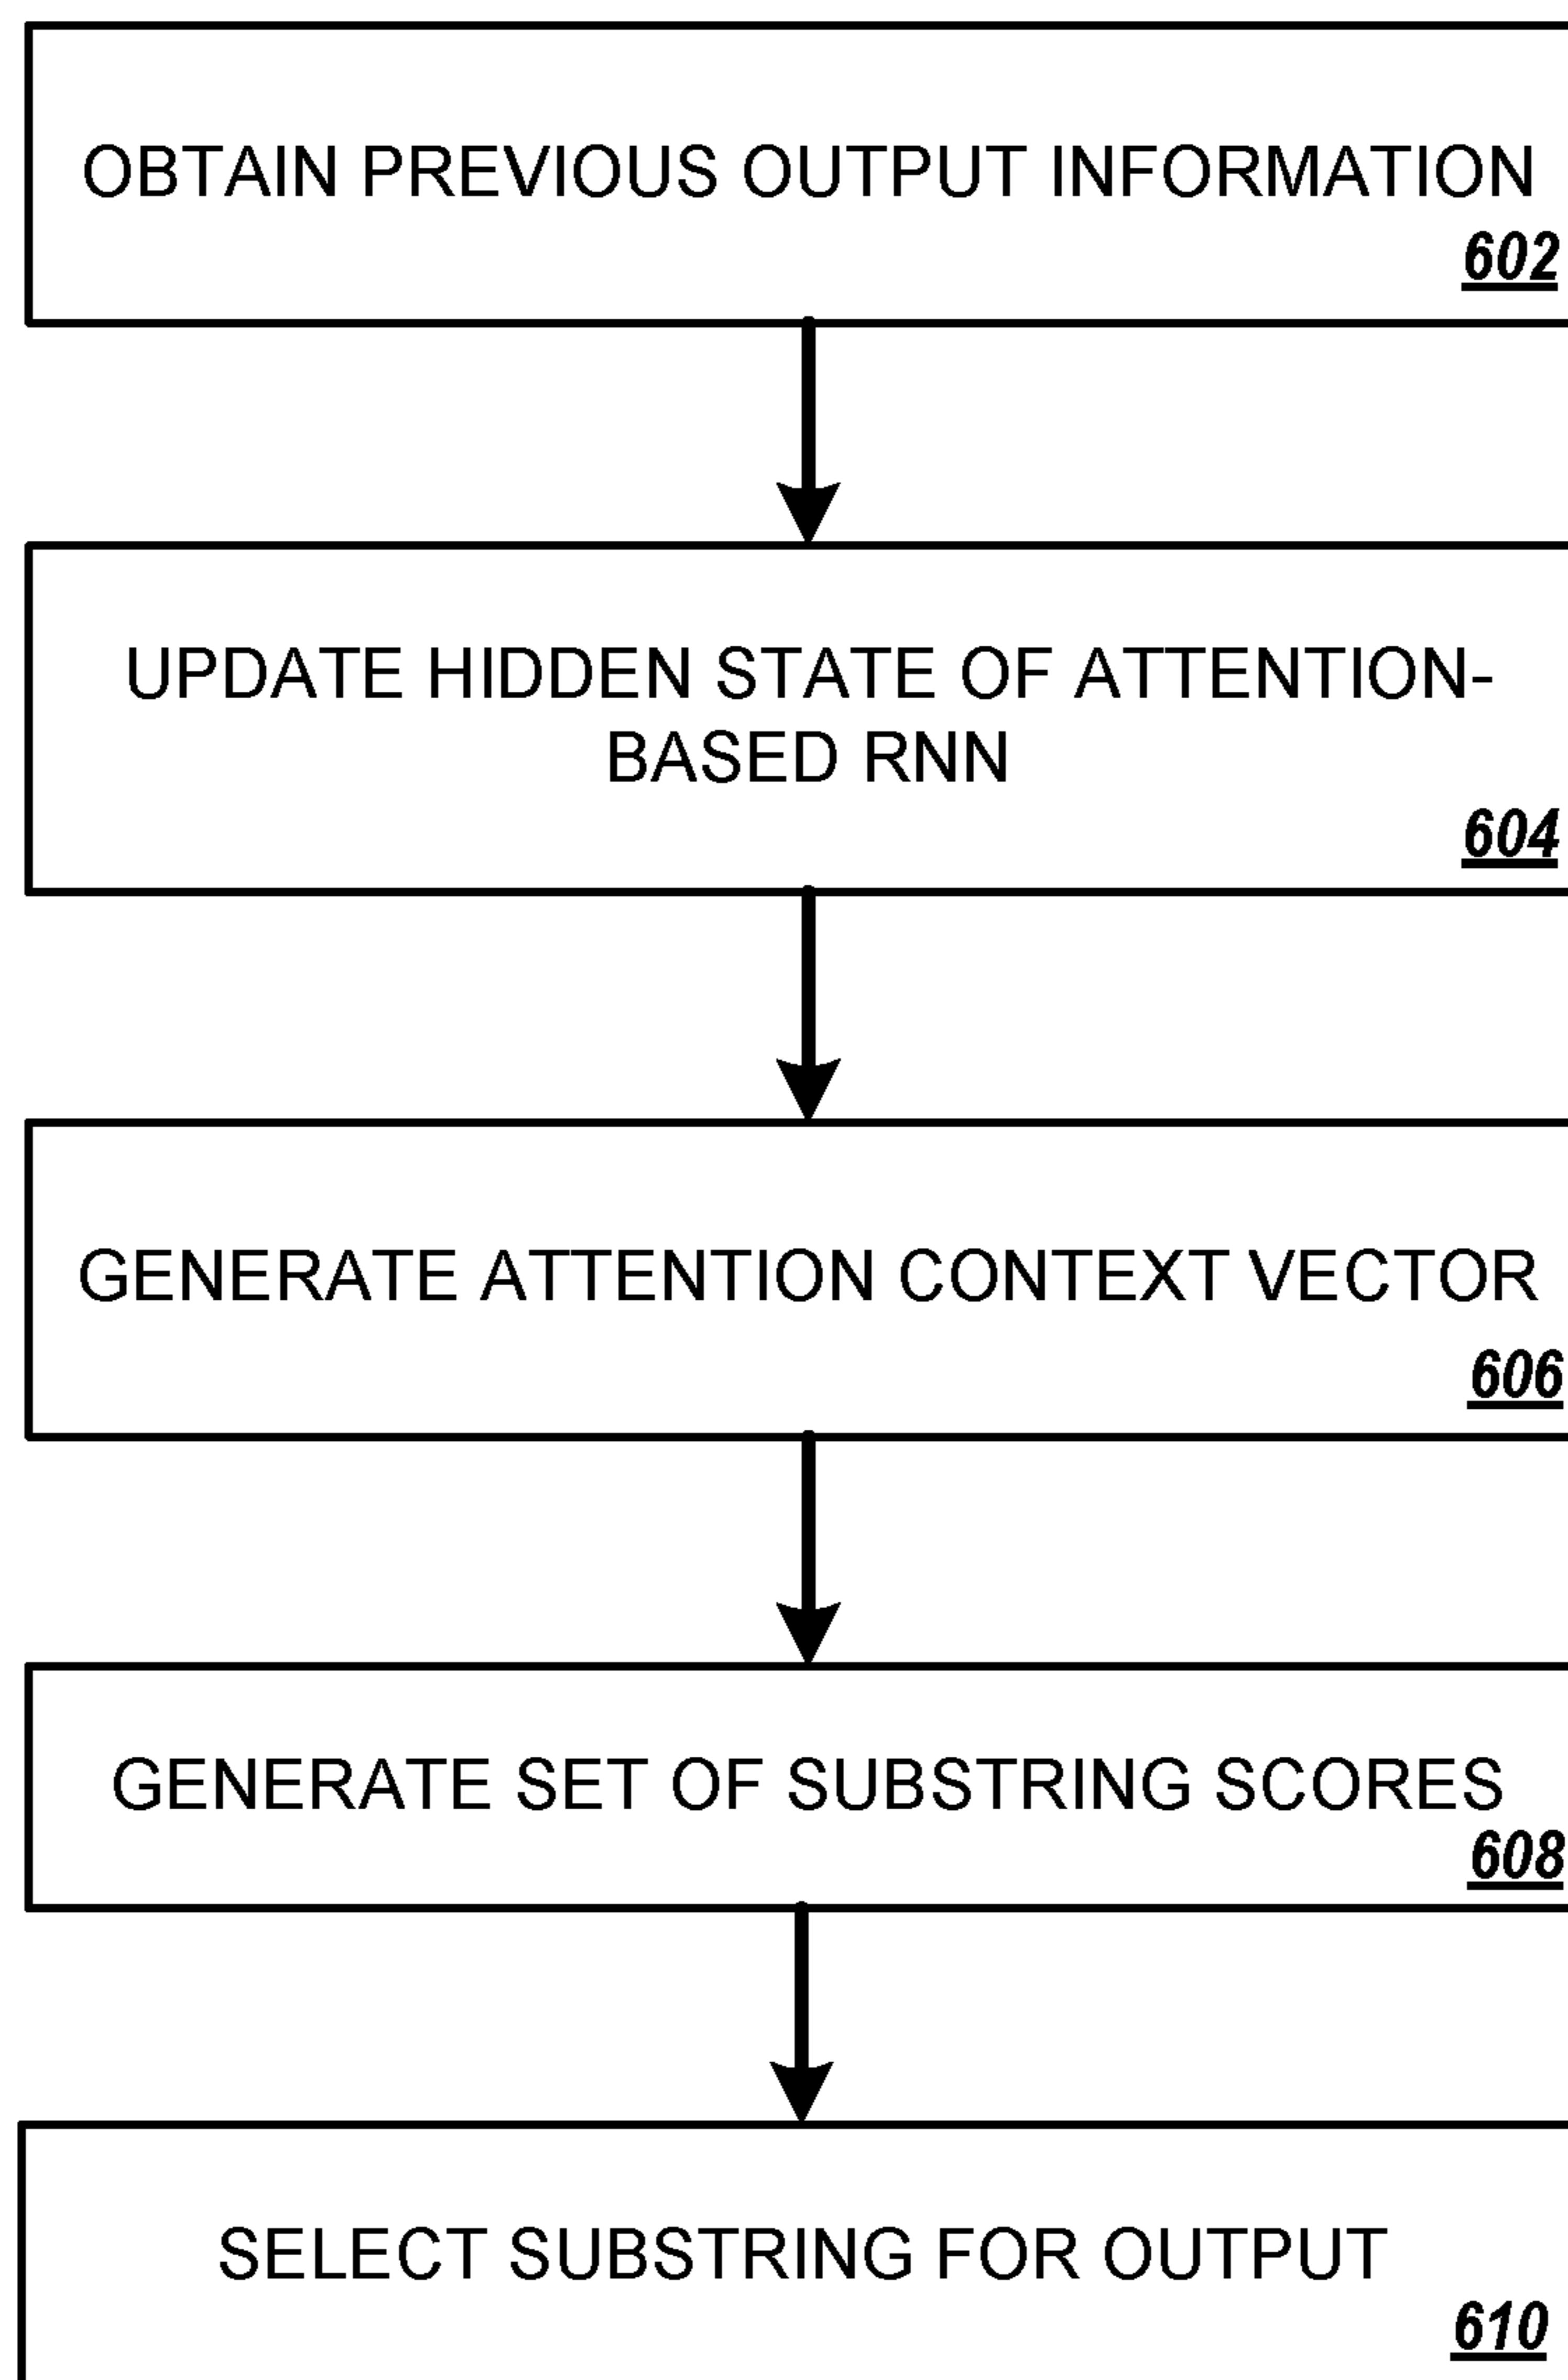 OBTAIN PREVIOUS OUTPUT INFORMATION
602
UPDATE HIDDEN STATE OF ATTENTION-
BASED RNN
604
GENERATE ATTENTION CONTEXT VECTOR
606
GENERATE SET OF SUBSTRING SCORES
608
SELECT SUBSTRING FOR OUTPUT
610